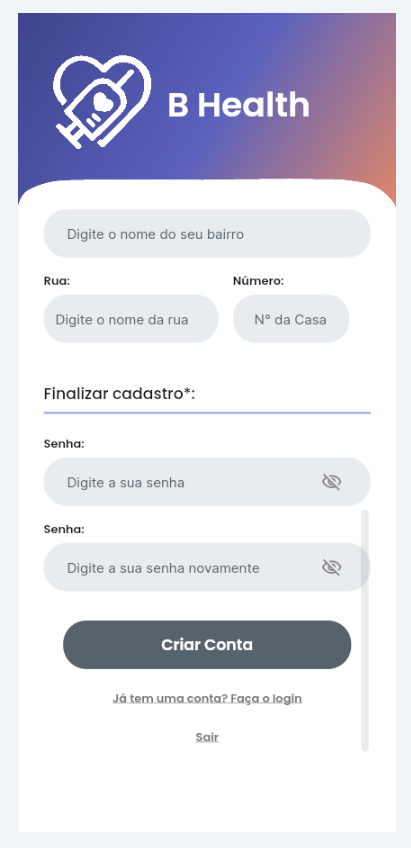 B Health
Digite o nome do seu bairro
Rua:
Número:
Digite o nome da rua
N° da Casa
Finalizar cadastro*:
Senha:
Digite a sua senha
Senha:
Digite a sua senha novamente
Criar Conta
Já tem uma conta? Faça o login
Sair